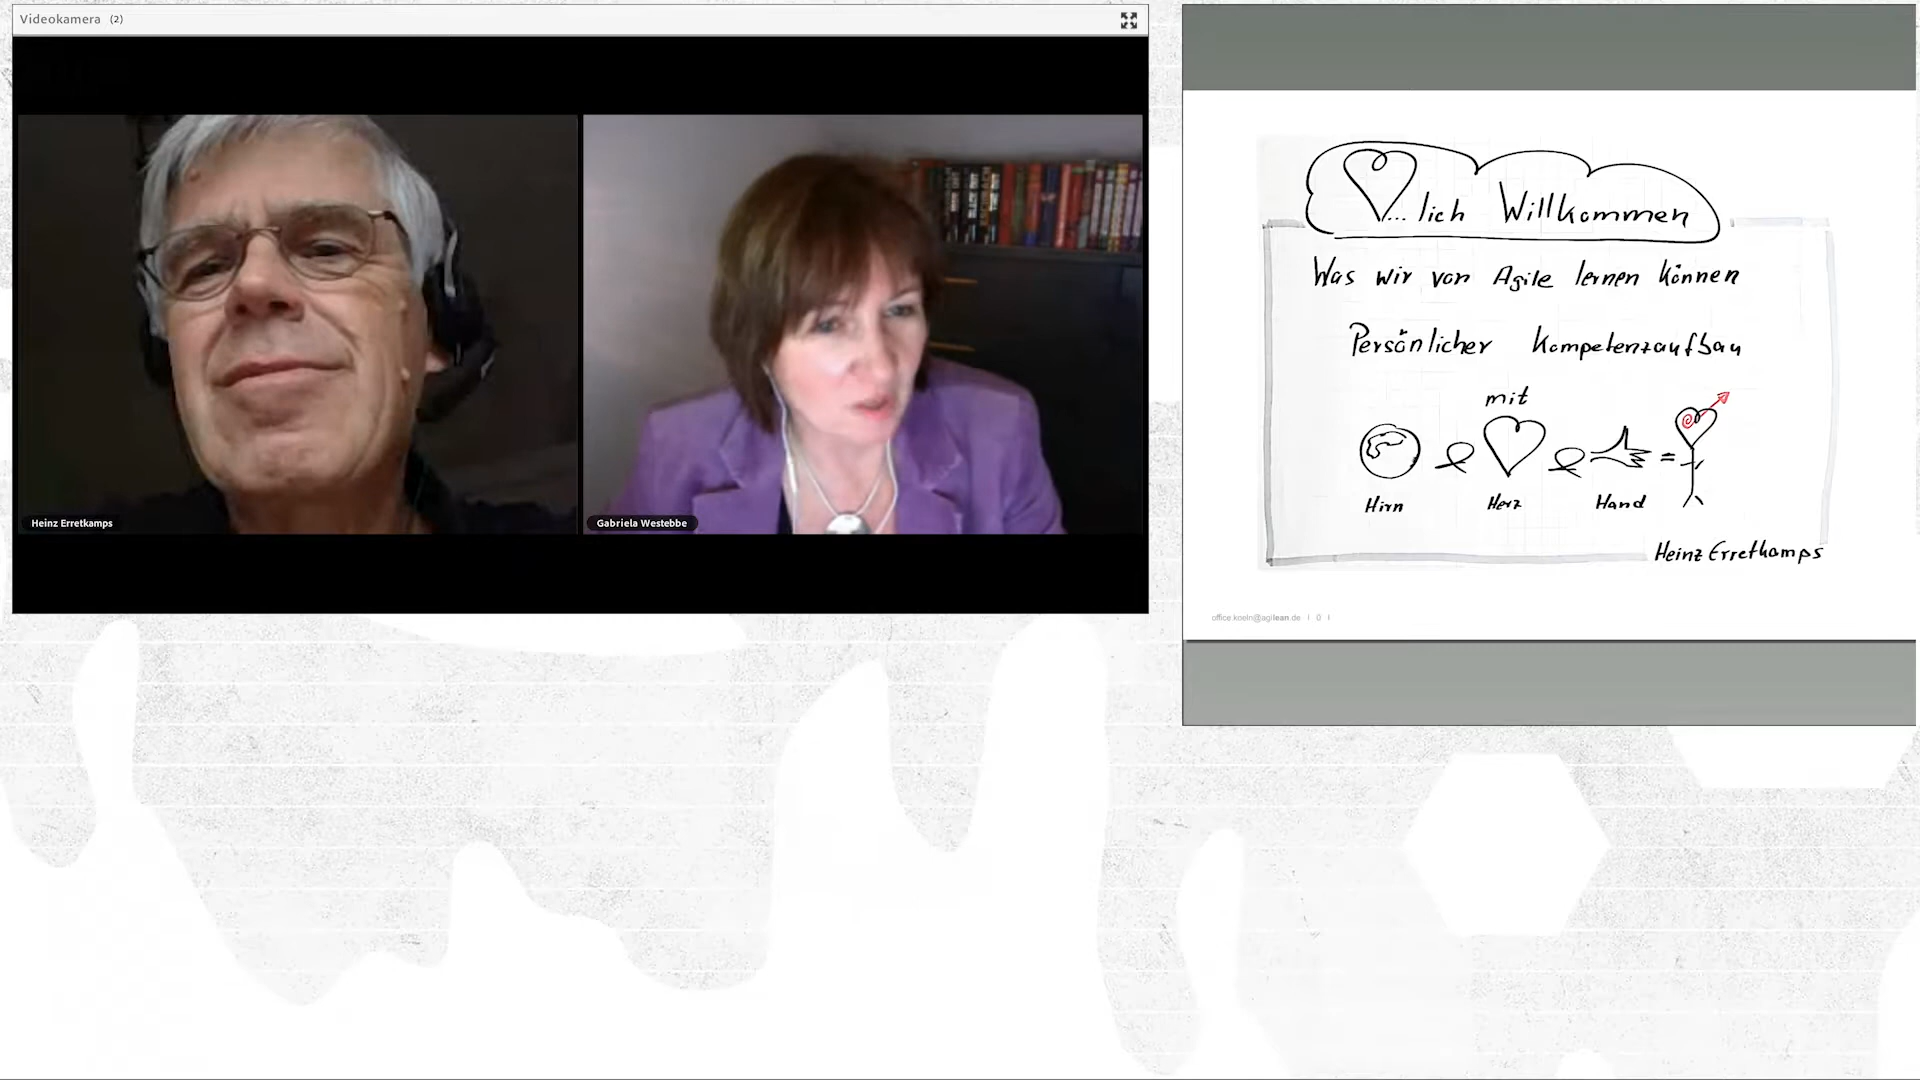 Videokamera (2)
Heinz Erretkamps
Gabriela Westebbe
...lich Willkommen
Was wir von Agile lernen können
Persönlicher Kompetenzaufbau
mit
=
Hirn Herz Hand
Heinz Erretkamps
office.koeln@agilean.de I 0 I